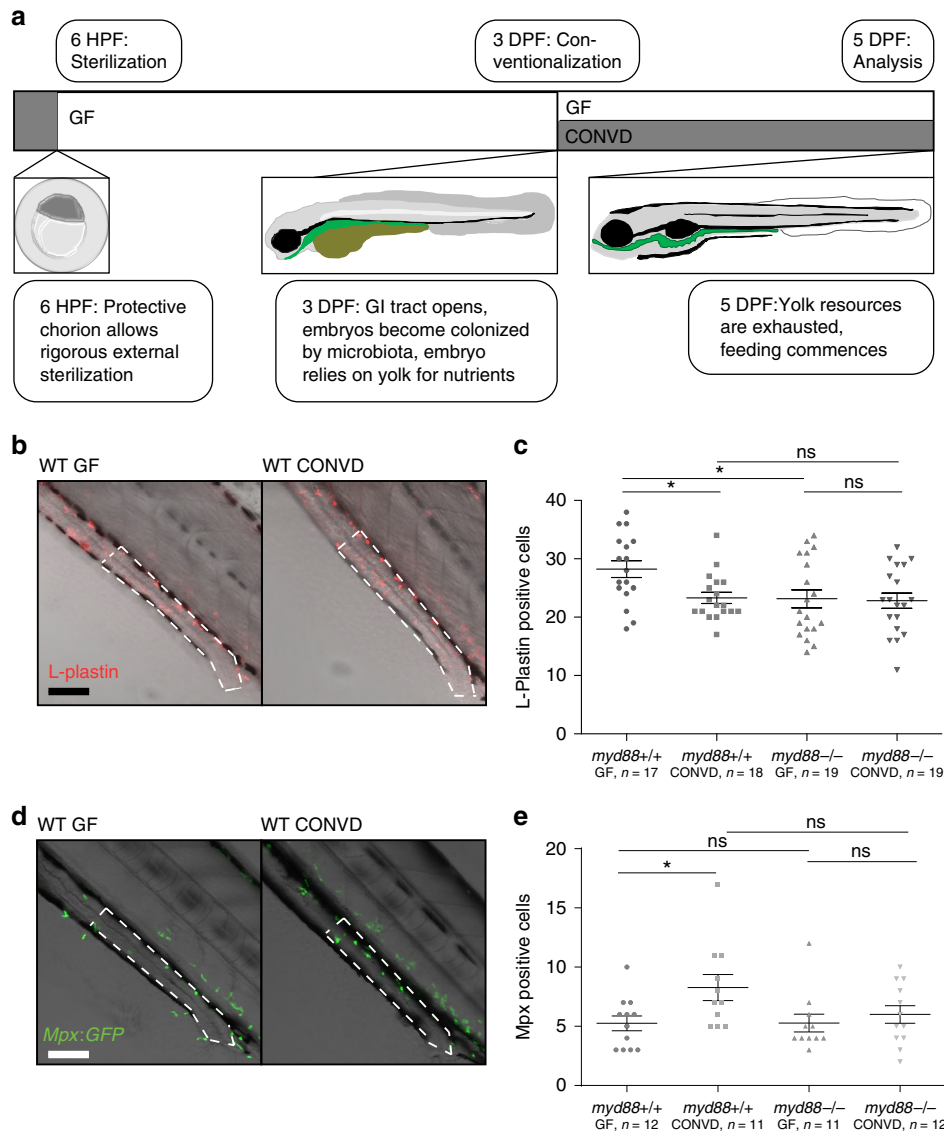 a
6 HPF:
Sterilization
3 DPF: Con-
ventionalization
5 DPF:
Analysis
GF
GF
CONVD
6 HPF: Protective
chorion allows
rigorous external
sterilization
3 DPF: GI tract opens,
embryos become colonized
by microbiota, embryo
relies on yolk for nutrients
5 DPF:Yolk resources
are exhausted,
feeding commences
b
WT GF
WT CONVD
L-plastin
c
ns
*
*
ns
L-Plastin positive cells
40
30
20
10
0
myd88+/+
GF, n = 17
myd88+/+
CONVD, n = 18
myd88–/–
GF, n = 19
myd88–/–
CONVD, n = 19
d
WT GF
WT CONVD
Mpx:GFP
e
ns
ns
*
ns
Mpx positive cells
20
15
10
5
0
myd88+/+
GF, n = 12
myd88+/+
CONVD, n = 11
myd88–/–
GF, n = 11
myd88–/–
CONVD, n = 12